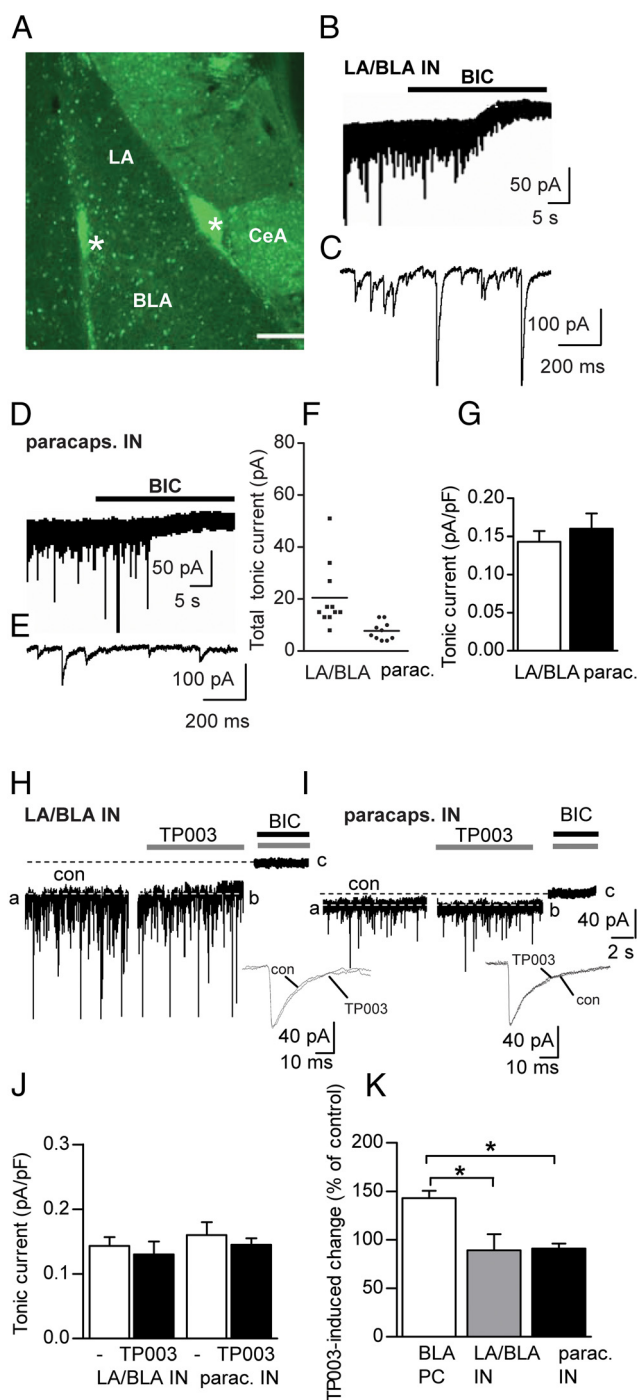 A
LA
*
*
CeA
BLA
B
LA/BLA IN
BIC
50 pA
5 s
C
100 pA
200 ms
D
paracaps. IN
BIC
50 pA
5 s
E
100 pA
200 ms
F
Total tonic current (pA)
80
60
40
20
0
LA/BLA parac.
G
Tonic current (pA/pF)
0.20
0.15
0.10
0.05
0.00
LA/BLA parac.
H
LA/BLA IN
BIC
TP003
con
a
b
c
con
TP003
40 pA
10 ms
I
paracaps. IN
BIC
TP003
con
a
b
c
40 pA
2 s
TP003
con
40 pA
10 ms
J
Tonic current (pA/pF)
0.3
0.2
0.1
0.0
- TP003 - TP003
LA/BLA IN parac. IN
K
TP003-induced change (% of control)
200
150
100
50
0
*
*
BLA LA/BLA parac.
PC IN IN